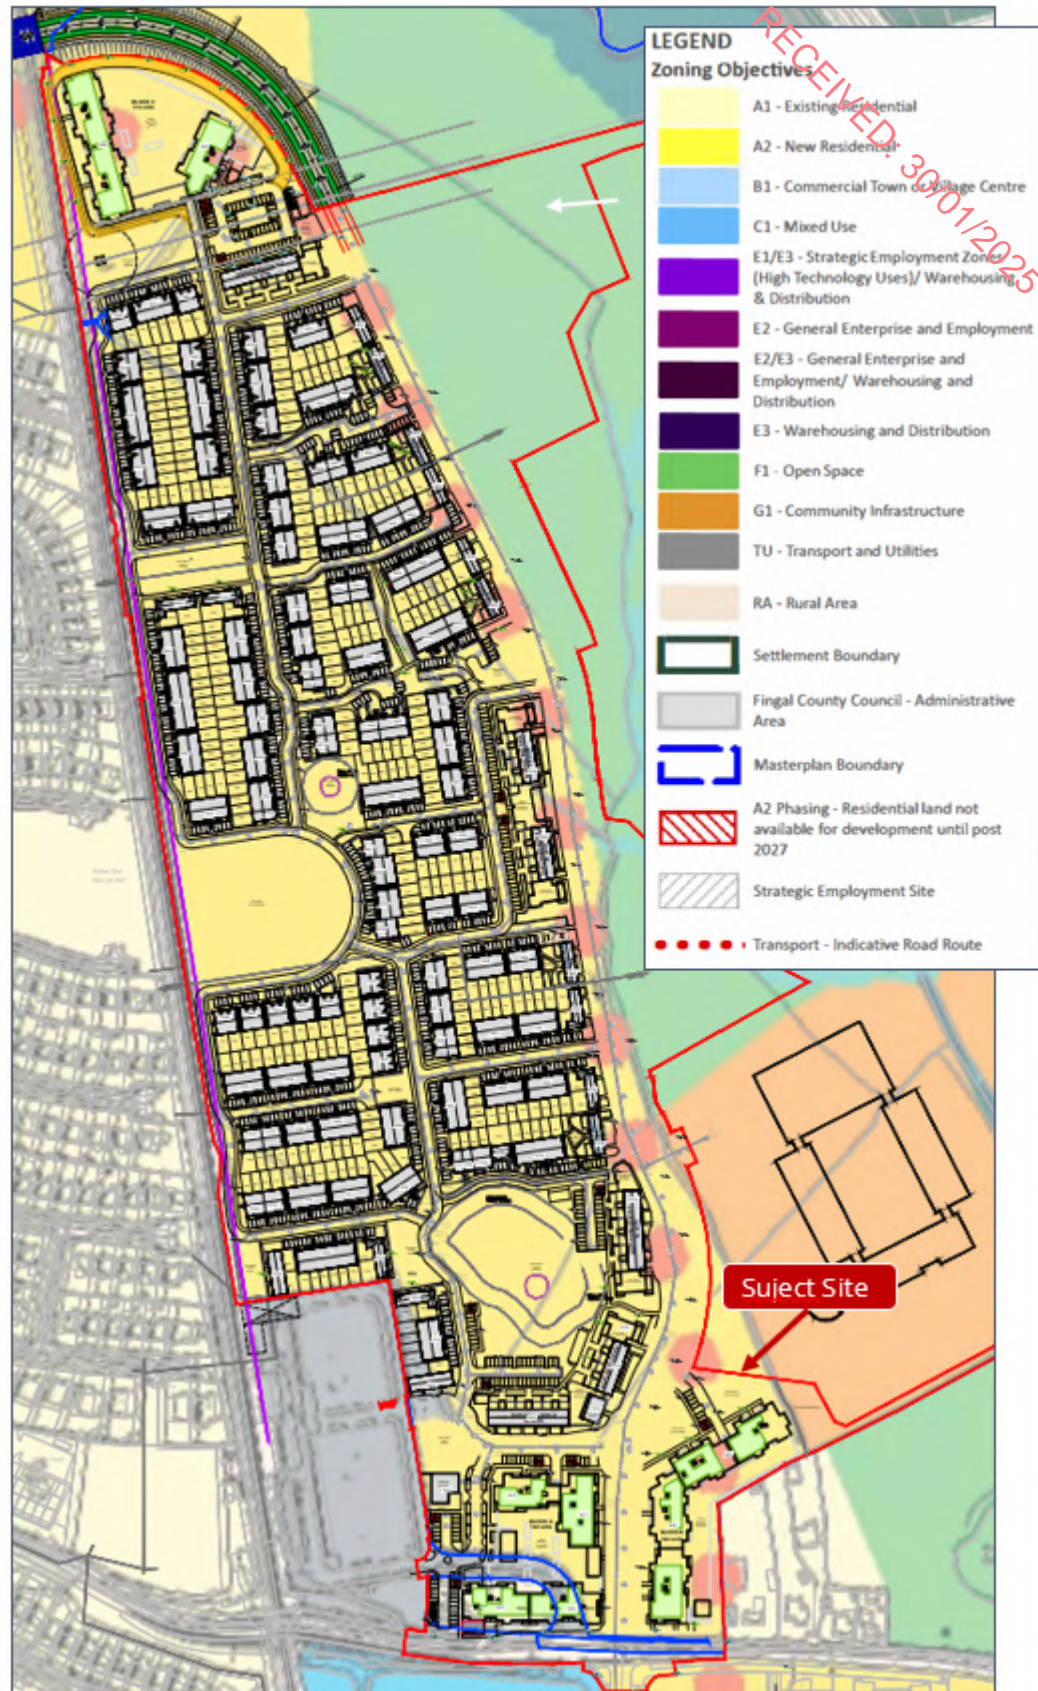 LEGEND
Zoning Objectives
RECEIVED: 30/01/2025
A1 - Existing Residential
A2 - New Residential
B1 - Commercial Town or Village Centre
C1 - Mixed Use
E1/E3 - Strategic Employment Zones
(High Technology Uses)/ Warehousing
& Distribution
E2 - General Enterprise and Employment
E2/E3 - General Enterprise and
Employment/ Warehousing and
Distribution
E3 - Warehousing and Distribution
F1 - Open Space
G1 - Community Infrastructure
TU - Transport and Utilities
RA - Rural Area
Settlement Boundary
Fingal County Council - Administrative
Area
Masterplan Boundary
A2 Phasing - Residential land not
available for development until post
2027
Strategic Employment Site
Transport - Indicative Road Route
Suject Site